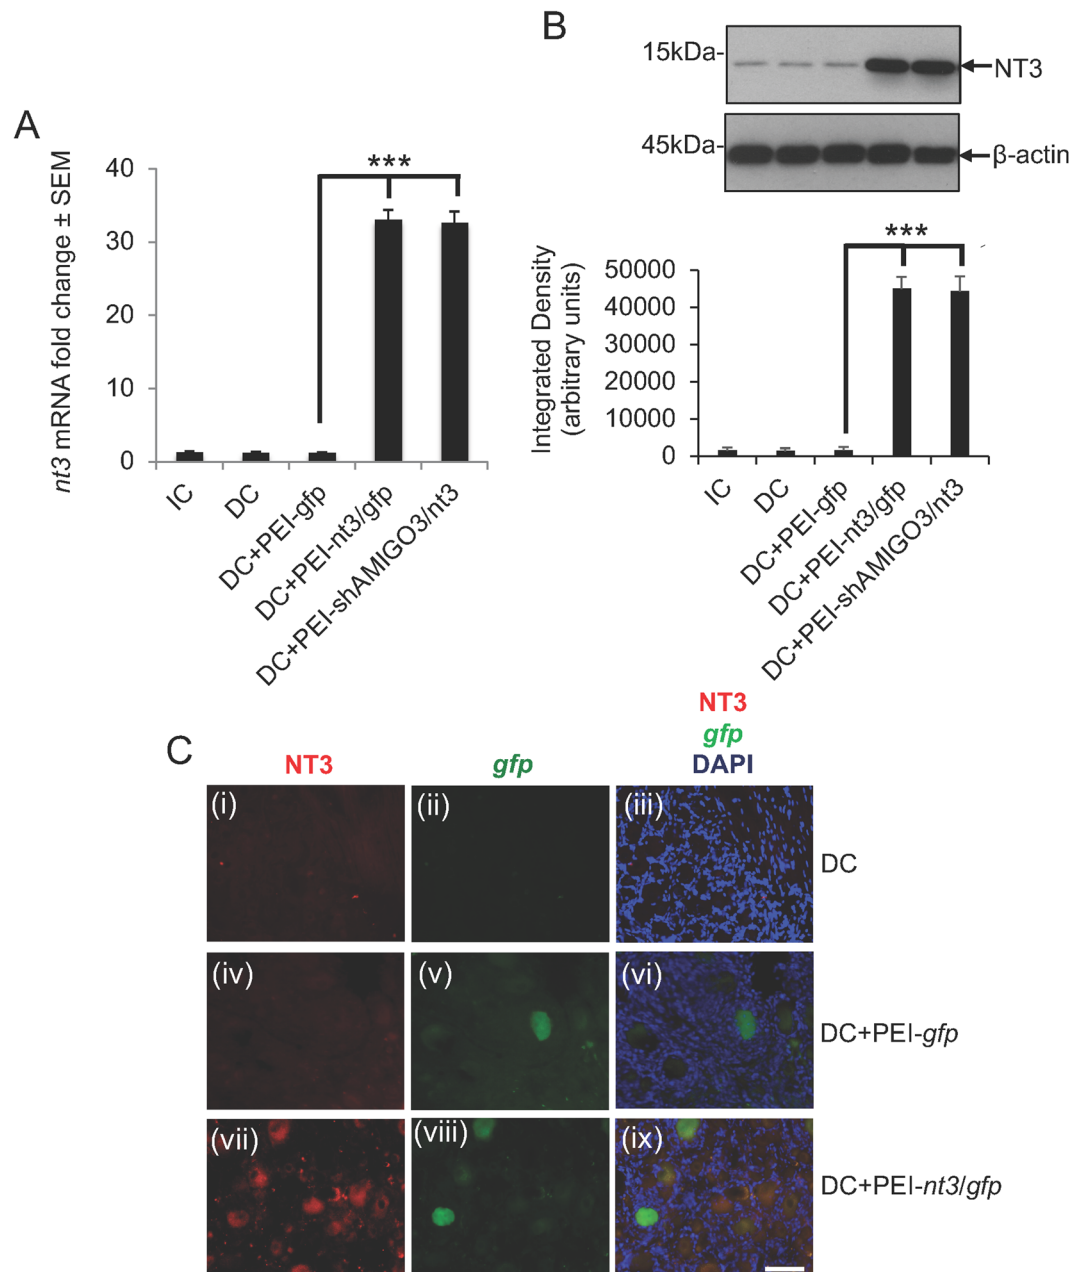 A
nt3 mRNA fold change ± SEM
40
30
20
10
0
***
IC
DC
DC+PEI-gfp
DC+PEI-nt3/gfp
DC+PEI-shAMIGO3/nt3
B
15kDa-
NT3
45kDa-
β-actin
Integrated Density
(arbitrary units)
50000
40000
30000
20000
10000
0
***
IC
DC
DC+PEI-gfp
DC+PEI-nt3/gfp
DC+PEI-shAMIGO3/nt3
C
NT3
gfp
NT3
gfp
DAPI
(i)
(ii)
(iii)
DC
(iv)
(v)
(vi)
DC+PEI-gfp
(vii)
(viii)
(ix)
DC+PEI-nt3/gfp